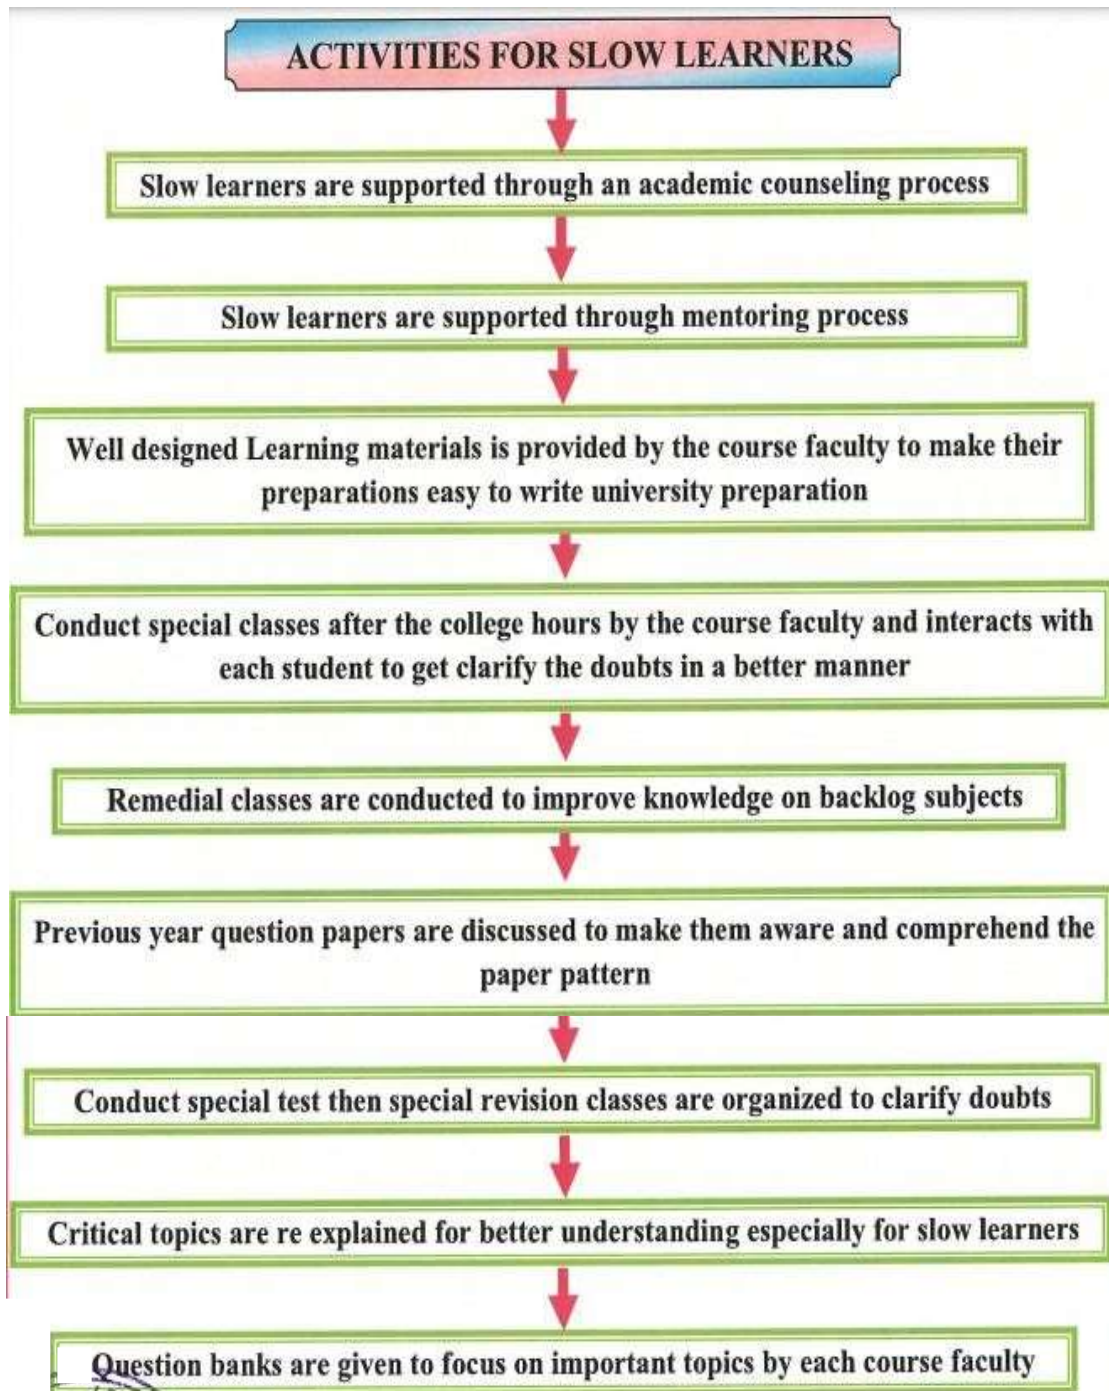 ACTIVITIES FOR SLOW LEARNERS
Slow learners are supported through an academic counseling process
Slow learners are supported through mentoring process
Well designed Learning materials is provided by the course faculty to make their
preparations easy to write university preparation
Conduct special classes after the college hours by the course faculty and interacts with
each student to get clarify the doubts in a better manner
Remedial classes are conducted to improve knowledge on backlog subjects
Previous year question papers are discussed to make them aware and comprehend the
paper pattern
Conduct special test then special revision classes are organized to clarify doubts
Critical topics are re explained for better understanding especially for slow learners
Question banks are given to focus on important topics by each course faculty